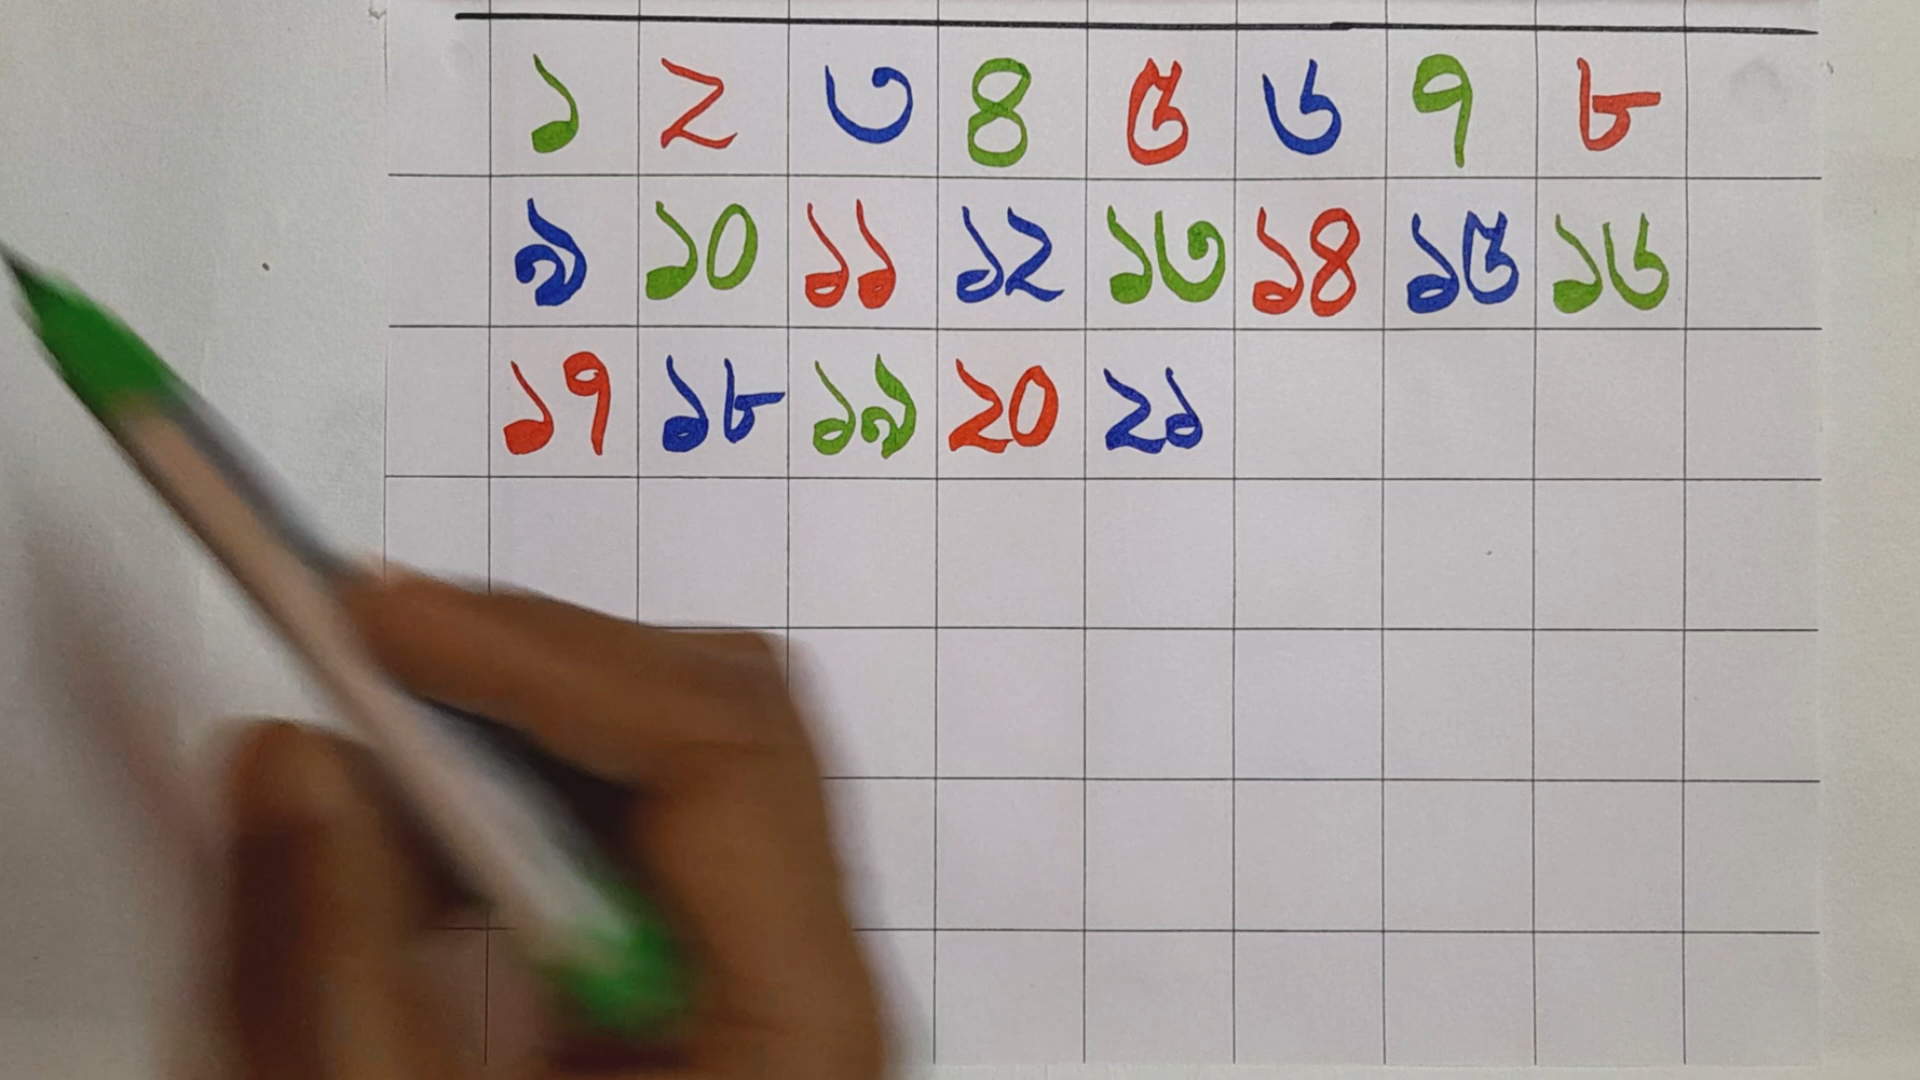 ১ ২ ৩ ৪ ৫ ৬ ৭ ৮
৯ ১০ ১১ ১২ ১৩ ১৪ ১৫ ১৬
১৭ ১৮ ১৯ ২০ ২১